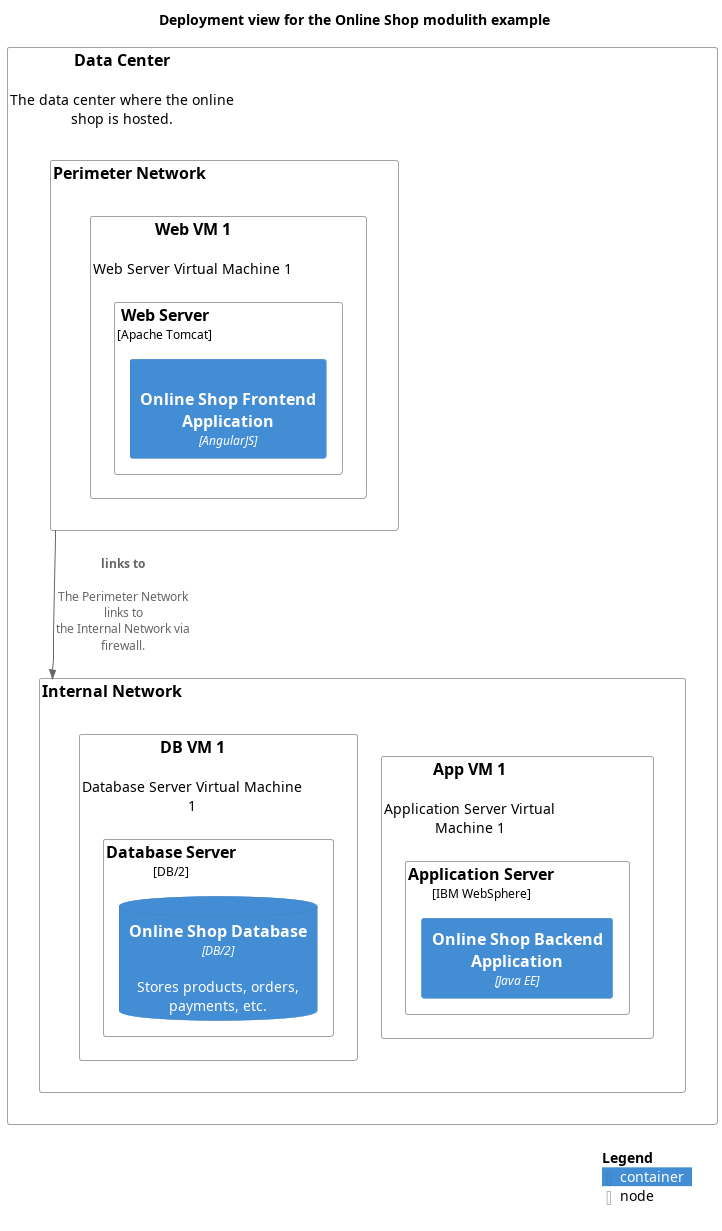 Deployment view for the Online Shop modulith example
Data Center
The data center where the online
shop is hosted.
Perimeter Network
Web VM 1
Web Server Virtual Machine 1
Web Server
[Apache Tomcat]
Online Shop Frontend
Application
[AngularJS]
links to
The Perimeter Network
links to
the Internal Network via
firewall.
Internal Network
DB VM 1
Database Server Virtual Machine
1
Database Server
[DB/2]
Online Shop Database
[DB/2]
Stores products, orders,
payments, etc.
App VM 1
Application Server Virtual
Machine 1
Application Server
[IBM WebSphere]
Online Shop Backend
Application
[Java EE]
Legend
container
node